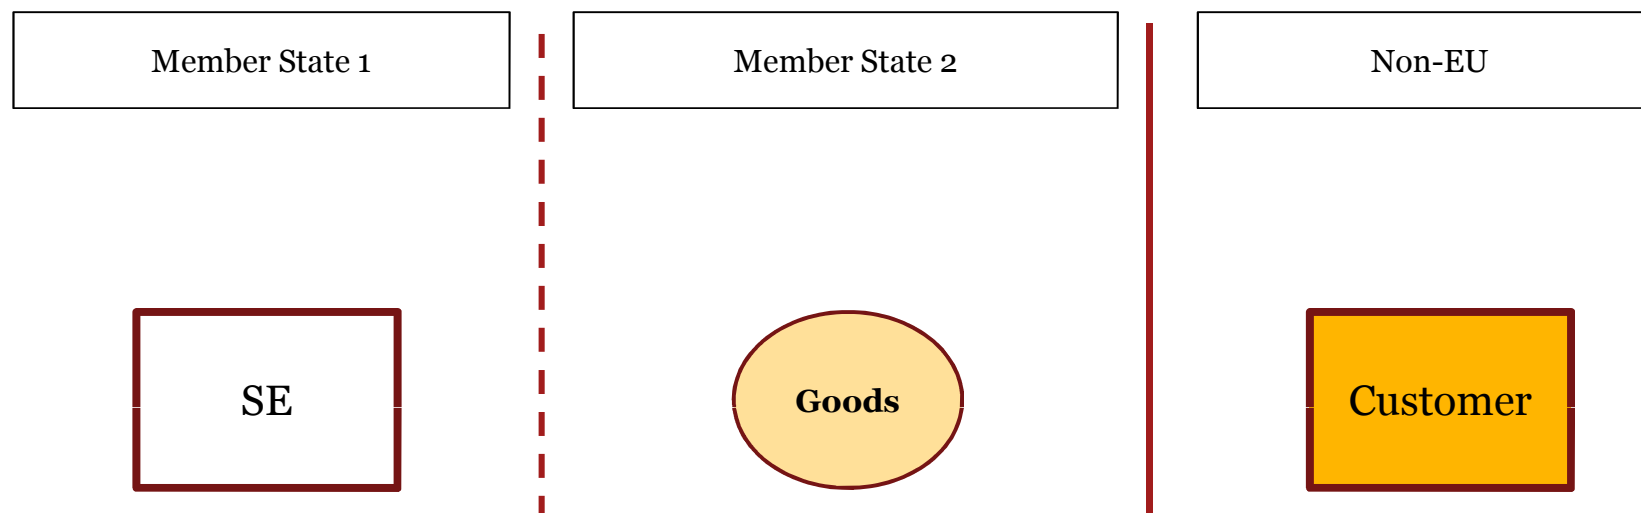 Member State 1
Member State 2
Non-EU
SE
Goods
Customer